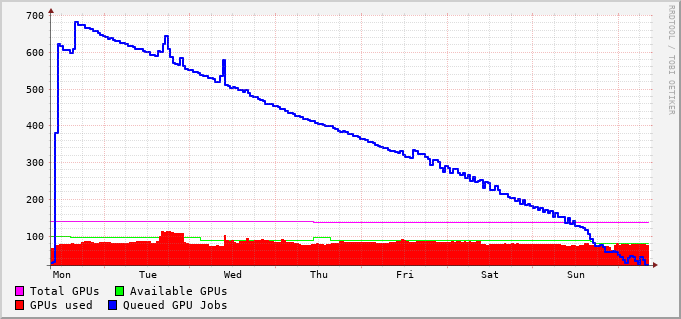 700
600
500
400
300
200
100
Mon Tue Wed Thu Fri Sat Sun
Total GPUs Available GPUs
GPUs used Queued GPU Jobs
RRDTOOL / TOBI OETIKER